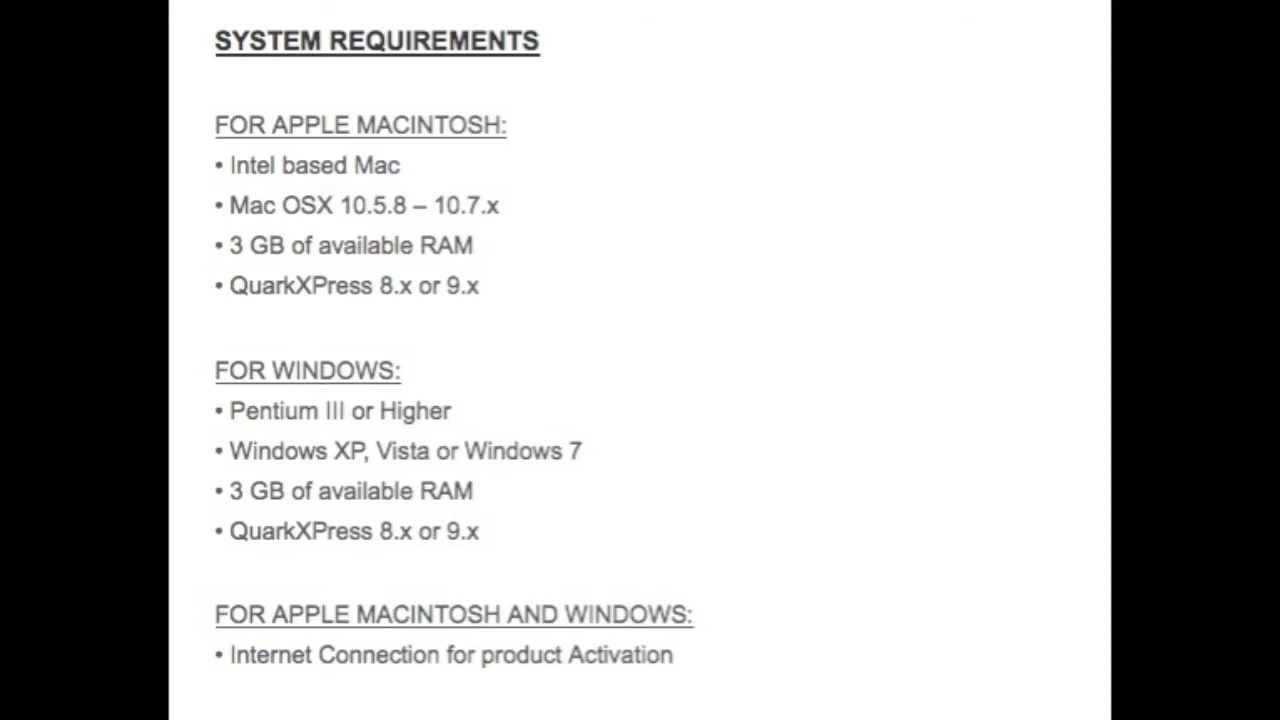 SYSTEM REQUIREMENTS
FOR APPLE MACINTOSH:
• Intel based Mac
• Mac OSX 10.5.8 – 10.7.x
• 3 GB of available RAM
• QuarkXPress 8.x or 9.x
FOR WINDOWS:
• Pentium III or Higher
• Windows XP, Vista or Windows 7
• 3 GB of available RAM
• QuarkXPress 8.x or 9.x
FOR APPLE MACINTOSH AND WINDOWS:
• Internet Connection for product Activation